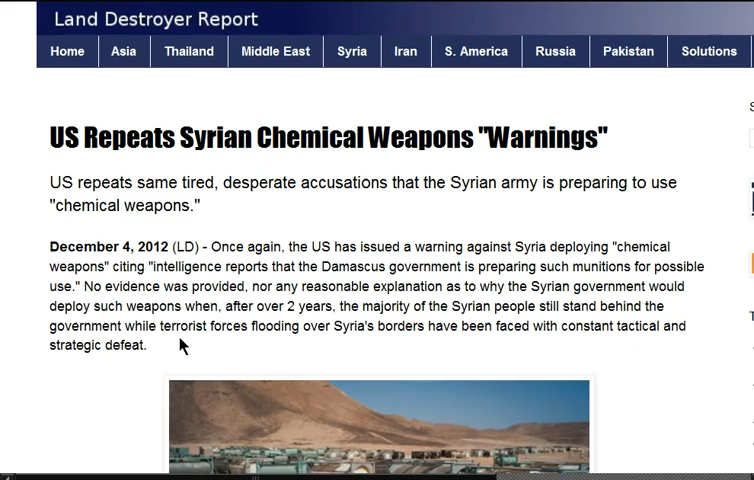 Land Destroyer Report
Home Asia Thailand Middle East Syria Iran S. America Russia Pakistan Solutions
US Repeats Syrian Chemical Weapons "Warnings"
US repeats same tired, desperate accusations that the Syrian army is preparing to use
"chemical weapons."
December 4, 2012 (LD) - Once again, the US has issued a warning against Syria deploying "chemical
weapons" citing "intelligence reports that the Damascus government is preparing such munitions for possible
use." No evidence was provided, nor any reasonable explanation as to why the Syrian government would
deploy such weapons when, after over 2 years, the majority of the Syrian people still stand behind the
government while terrorist forces flooding over Syria's borders have been faced with constant tactical and
strategic defeat.